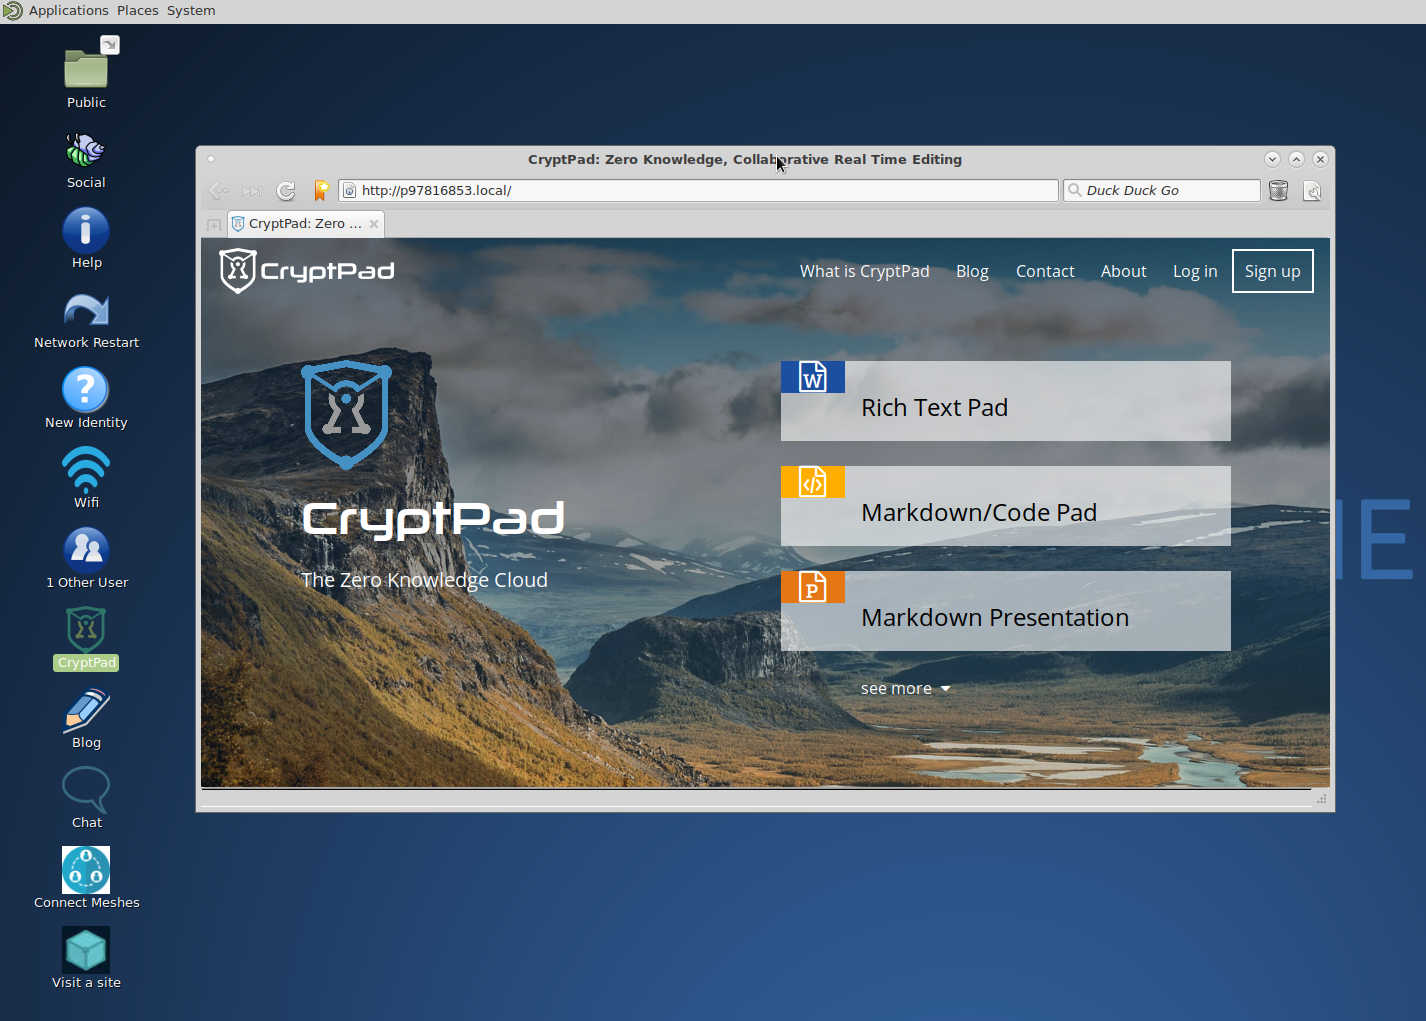 Applications Places System
Public
Social
Help
Network Restart
New Identity
Wifi
1 Other User
CryptPad
Blog
Chat
Connect Meshes
Visit a site
CryptPad: Zero Knowledge, Collaborative Real Time Editing
http://p97816853.local/
Duck Duck Go
CryptPad: Zero ...
CryptPad
What is CryptPad Blog Contact About Log in Sign up
CryptPad
The Zero Knowledge Cloud
W
Rich Text Pad
</>
Markdown/Code Pad
P
Markdown Presentation
see more
E